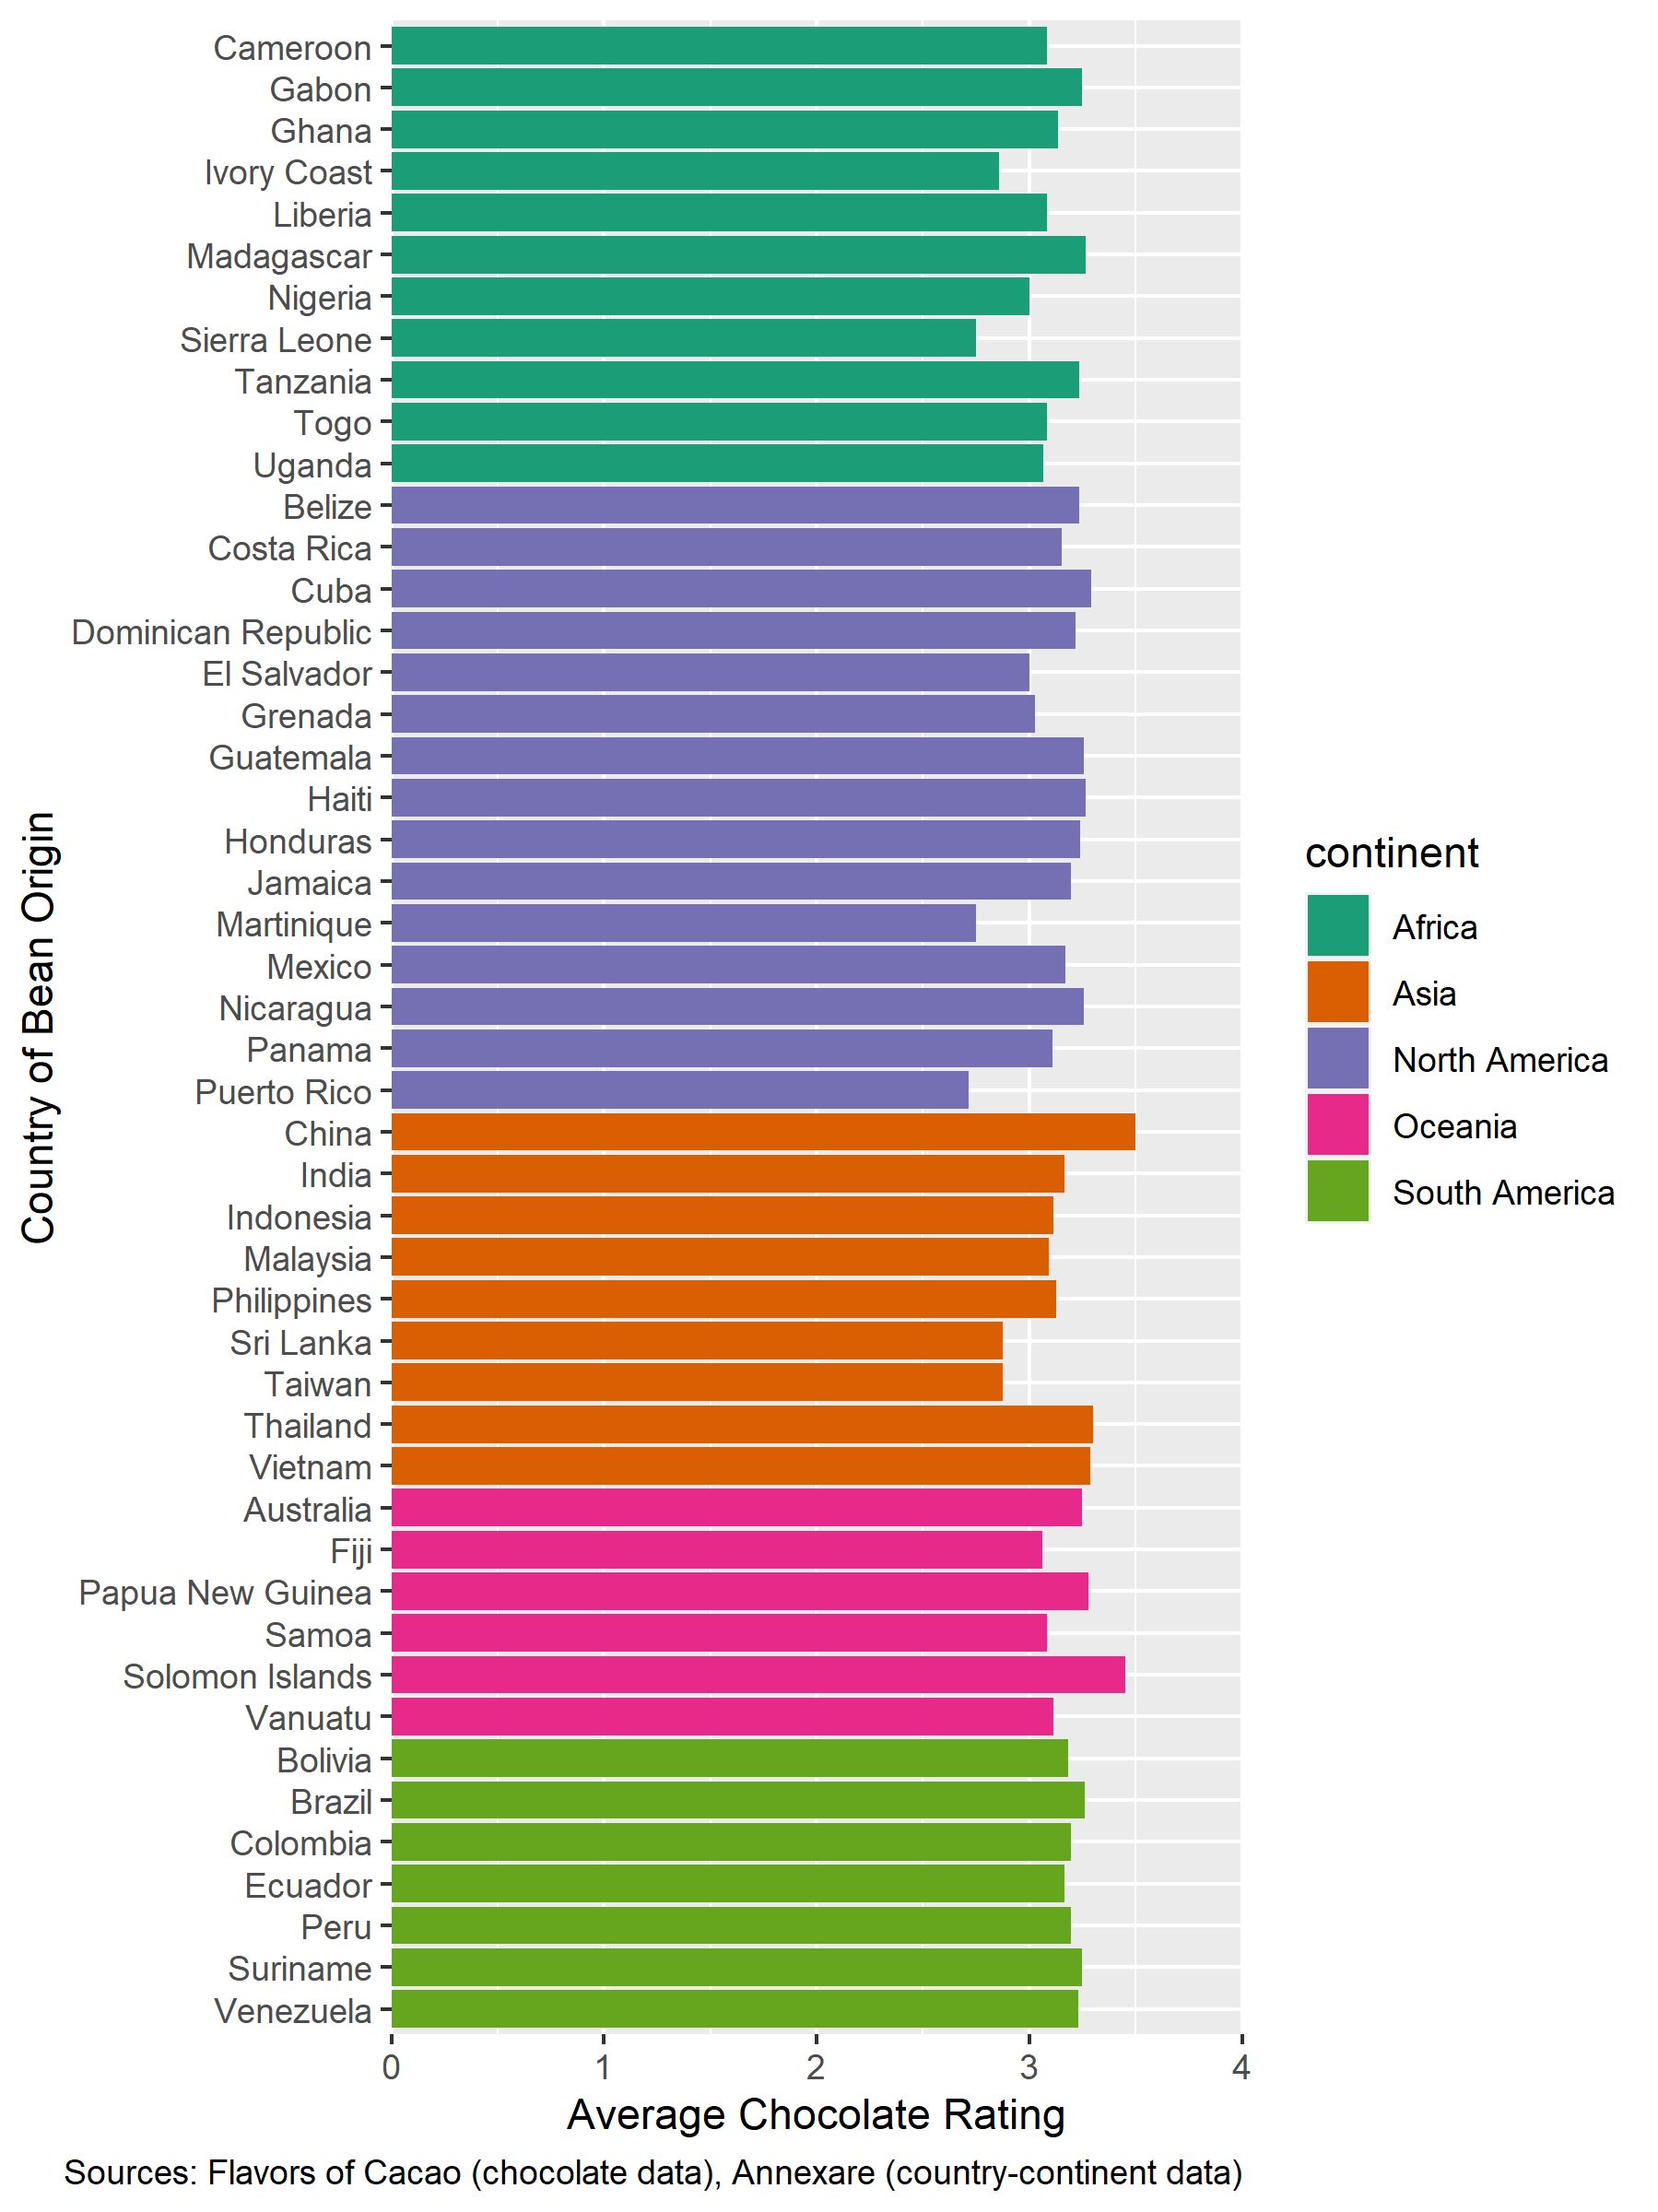 Cameroon
Gabon
Ghana
Ivory Coast
Liberia
Madagascar
Nigeria
Sierra Leone
Tanzania
Togo
Uganda
Belize
Costa Rica
Cuba
Dominican Republic
El Salvador
Grenada
Guatemala
Haiti
Honduras
Jamaica
Martinique
Mexico
Nicaragua
Panama
Puerto Rico
China
India
Indonesia
Malaysia
Philippines
Sri Lanka
Taiwan
Thailand
Vietnam
Australia
Fiji
Papua New Guinea
Samoa
Solomon Islands
Vanuatu
Bolivia
Brazil
Colombia
Ecuador
Peru
Suriname
Venezuela
Country of Bean Origin
0 1 2 3 4
Average Chocolate Rating
Sources: Flavors of Cacao (chocolate data), Annexare (country-continent data)
continent
Africa
Asia
North America
Oceania
South America